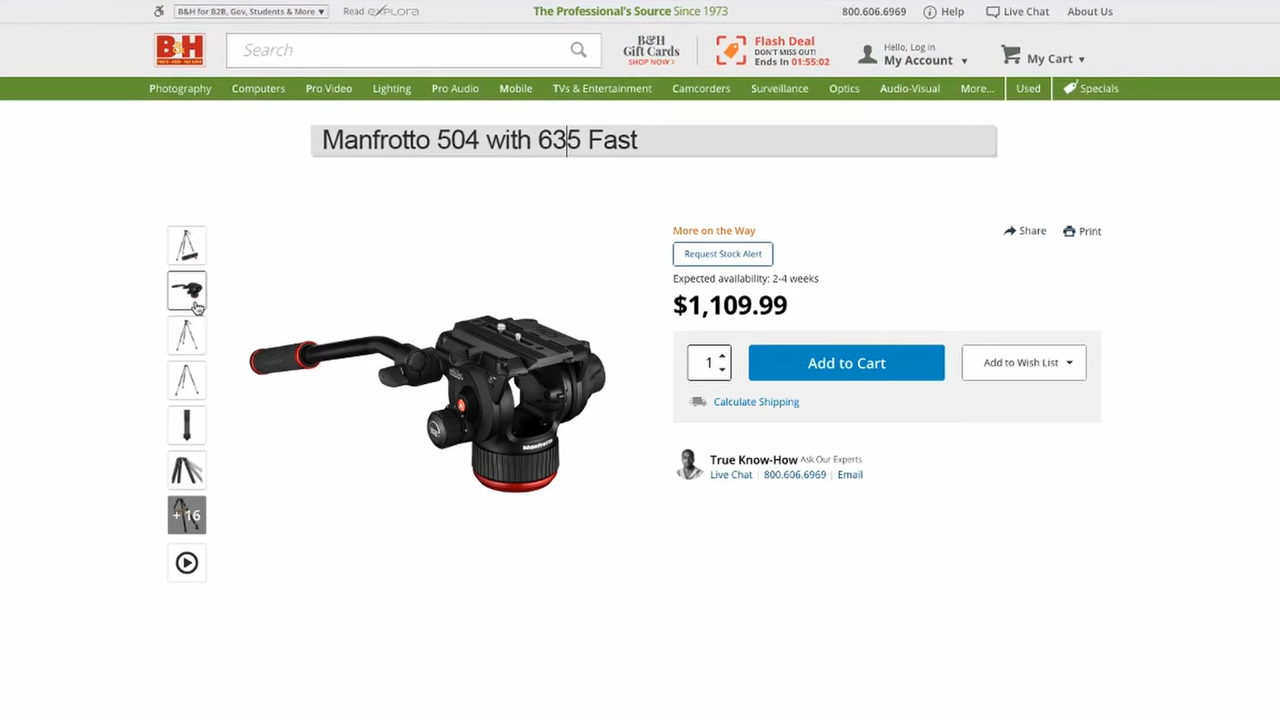 B&H for B2B, Gov, Students & More ▼
Read eXPLORA
The Professional's Source Since 1973
800.606.6969
Help
Live Chat
About Us
B&H
PHOTO - VIDEO - PRO AUDIO
Search
B&H
Gift Cards
SHOP NOW >
Flash Deal
DON'T MISS OUT!
Ends In 01:55:02
Hello, Log in
My Account ▼
My Cart ▼
Photography
Computers
Pro Video
Lighting
Pro Audio
Mobile
TVs & Entertainment
Camcorders
Surveillance
Optics
Audio-Visual
More...
Used
Specials
Manfrotto 504 with 635 Fast
More on the Way
Share
Print
Request Stock Alert
Expected availability: 2-4 weeks
$1,109.99
1
Add to Cart
Add to Wish List
Calculate Shipping
True Know-How Ask Our Experts
Live Chat | 800.606.6969 | Email
+ 16
Manfrotto